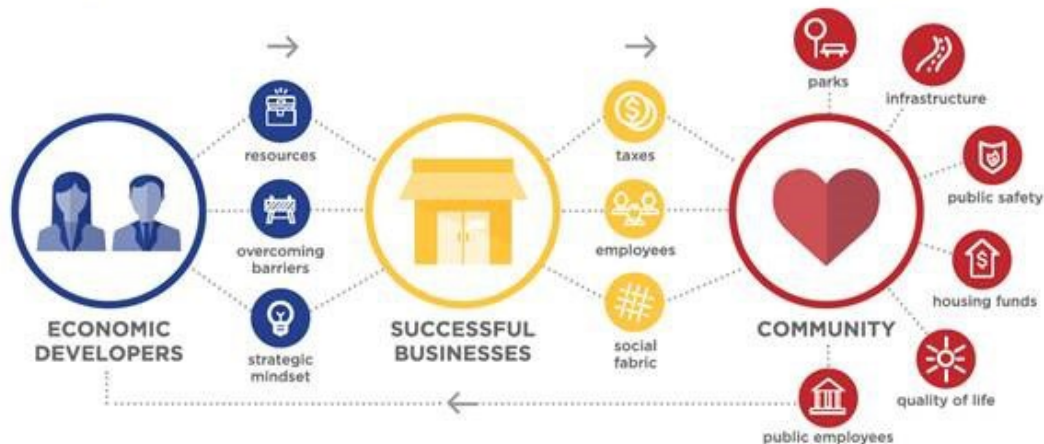 parks
infrastructure
resources
taxes
public safety
overcoming
barriers
employees
housing funds
ECONOMIC
DEVELOPERS
SUCCESSFUL
BUSINESSES
COMMUNITY
strategic
mindset
social
fabric
quality of life
public employees